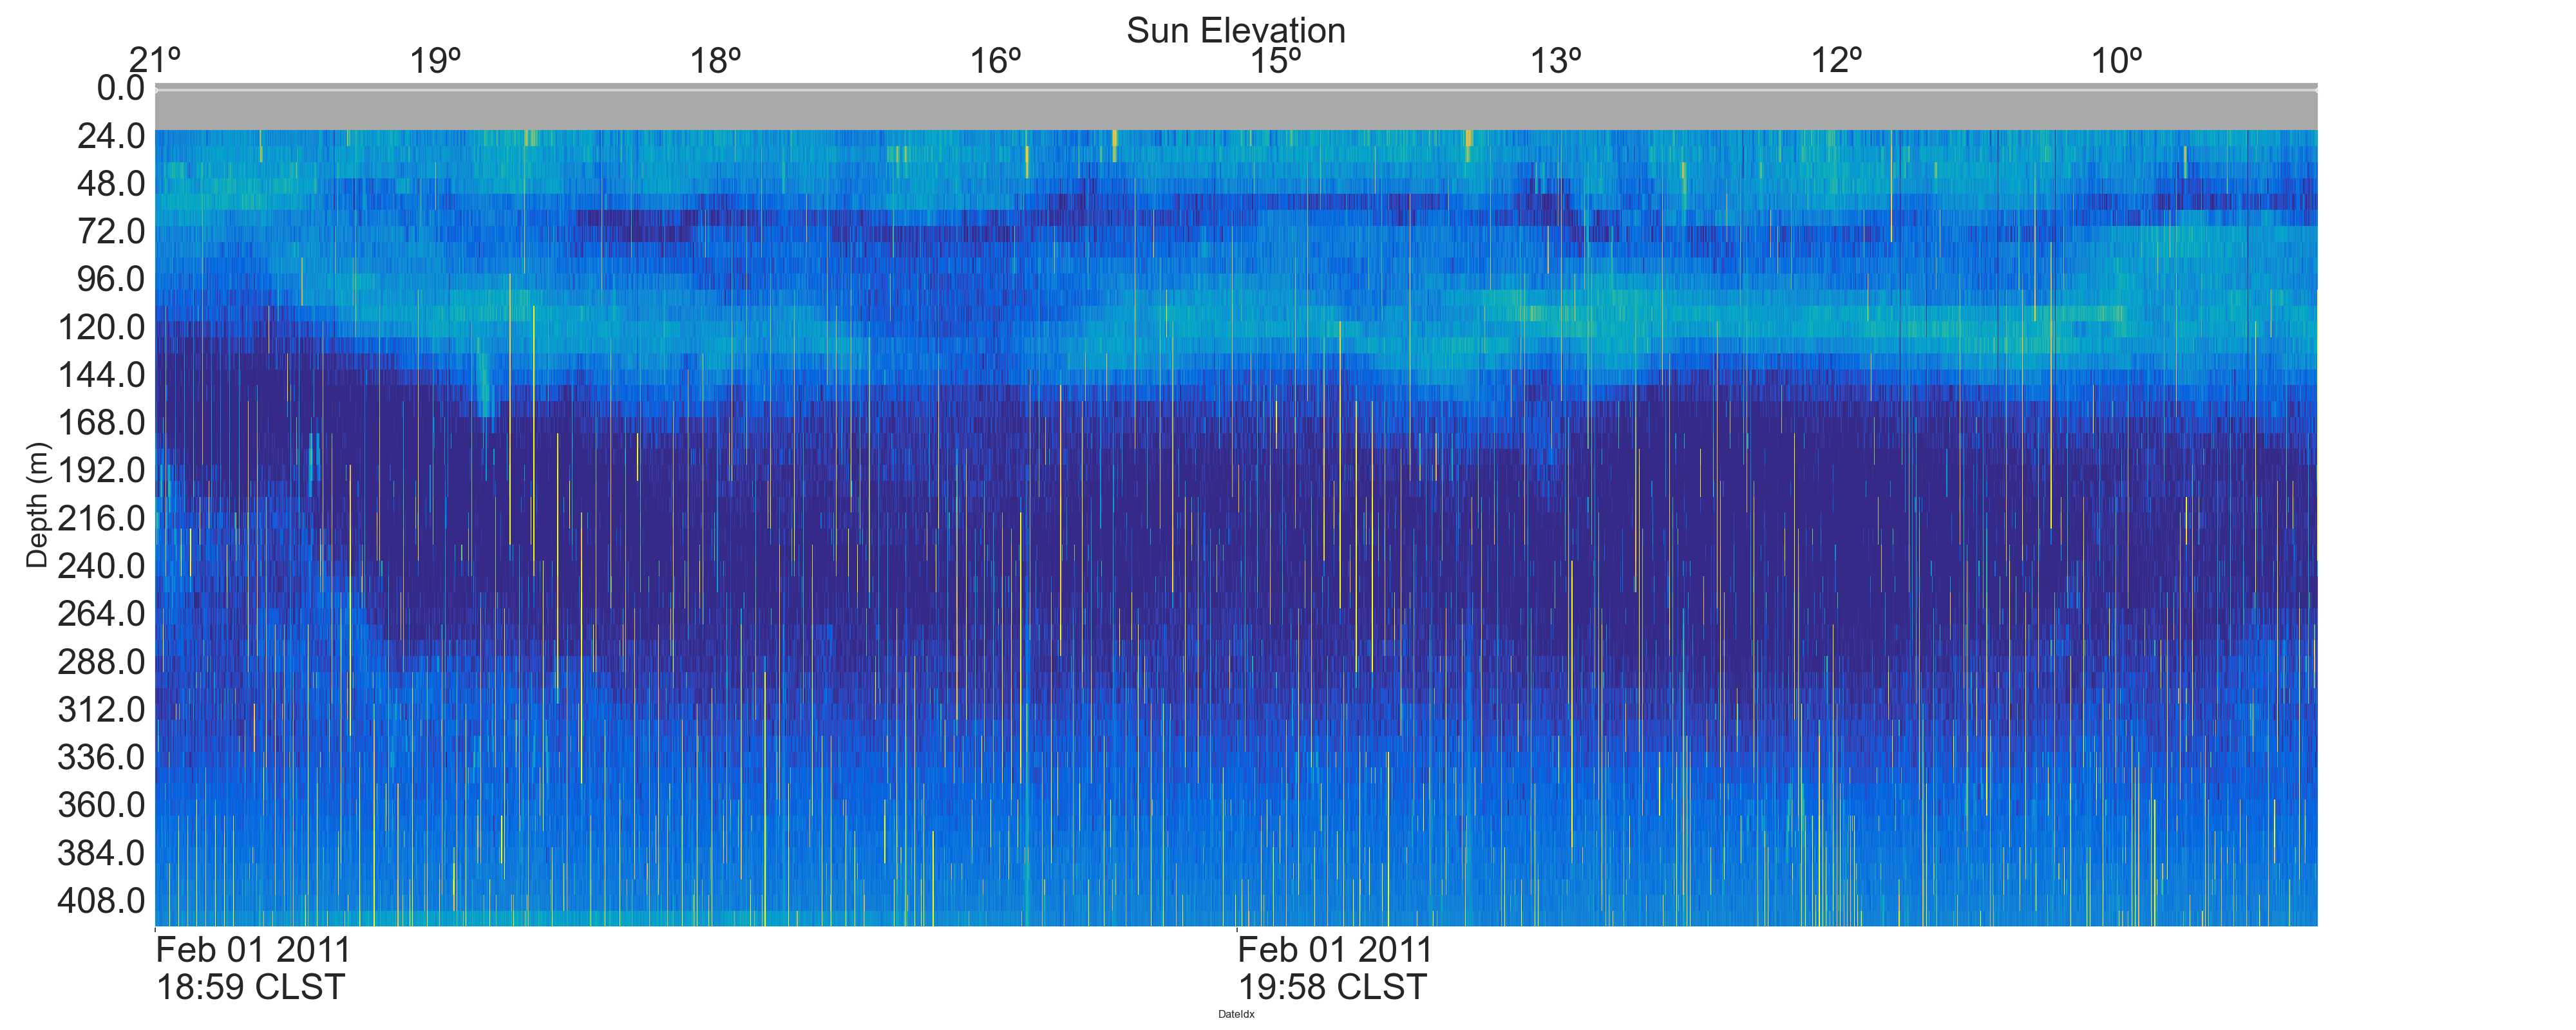 Sun Elevation
21º 19º 18º 16º 15º 13º 12º 10º
0.0
24.0
48.0
72.0
96.0
120.0
144.0
168.0
192.0
216.0
240.0
264.0
288.0
312.0
336.0
360.0
384.0
408.0
Depth (m)
Feb 01 2011
18:59 CLST
Feb 01 2011
19:58 CLST
DateIdx